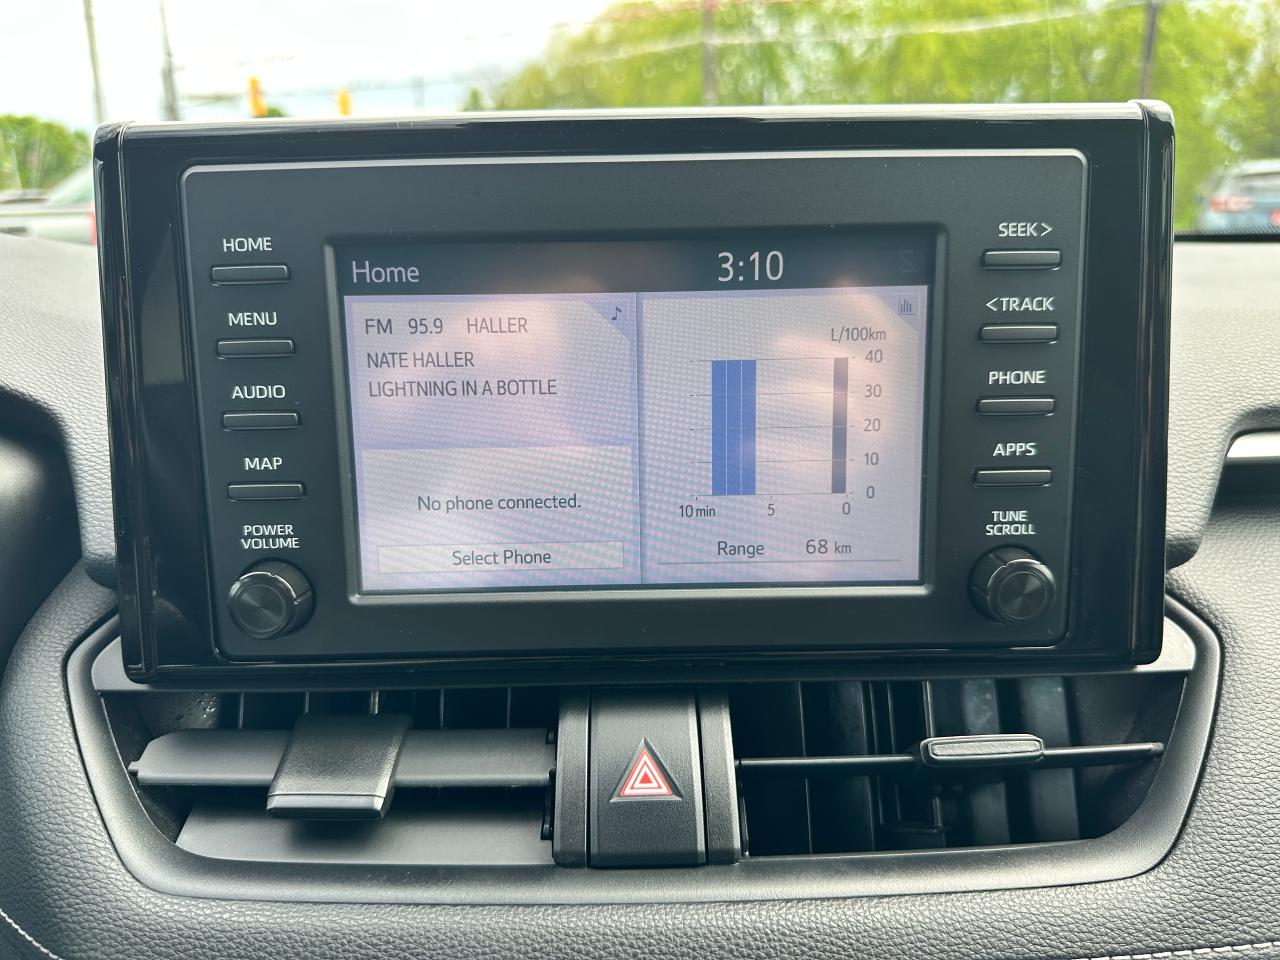 HOME
MENU
AUDIO
MAP
POWER
VOLUME
Home
3:10
FM 95.9 HALLER
NATE HALLER
LIGHTNING IN A BOTTLE
No phone connected.
Select Phone
L/100km
40
30
20
10
0
10 min 5 0
Range 68 km
SEEK >
< TRACK
PHONE
APPS
TUNE
SCROLL